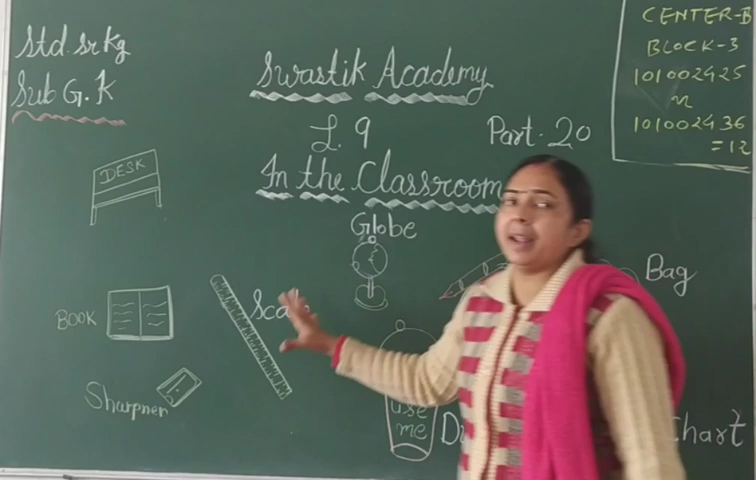 Std. Sr Kg
Sub G.K
Swastik Academy
L. 9
Part. 20
In the Classroom
CENTER-B
BLOCK-3
101002425
101002436
=12
DESK
Globe
Bag
BOOK
Sharpner
use
me
Chart